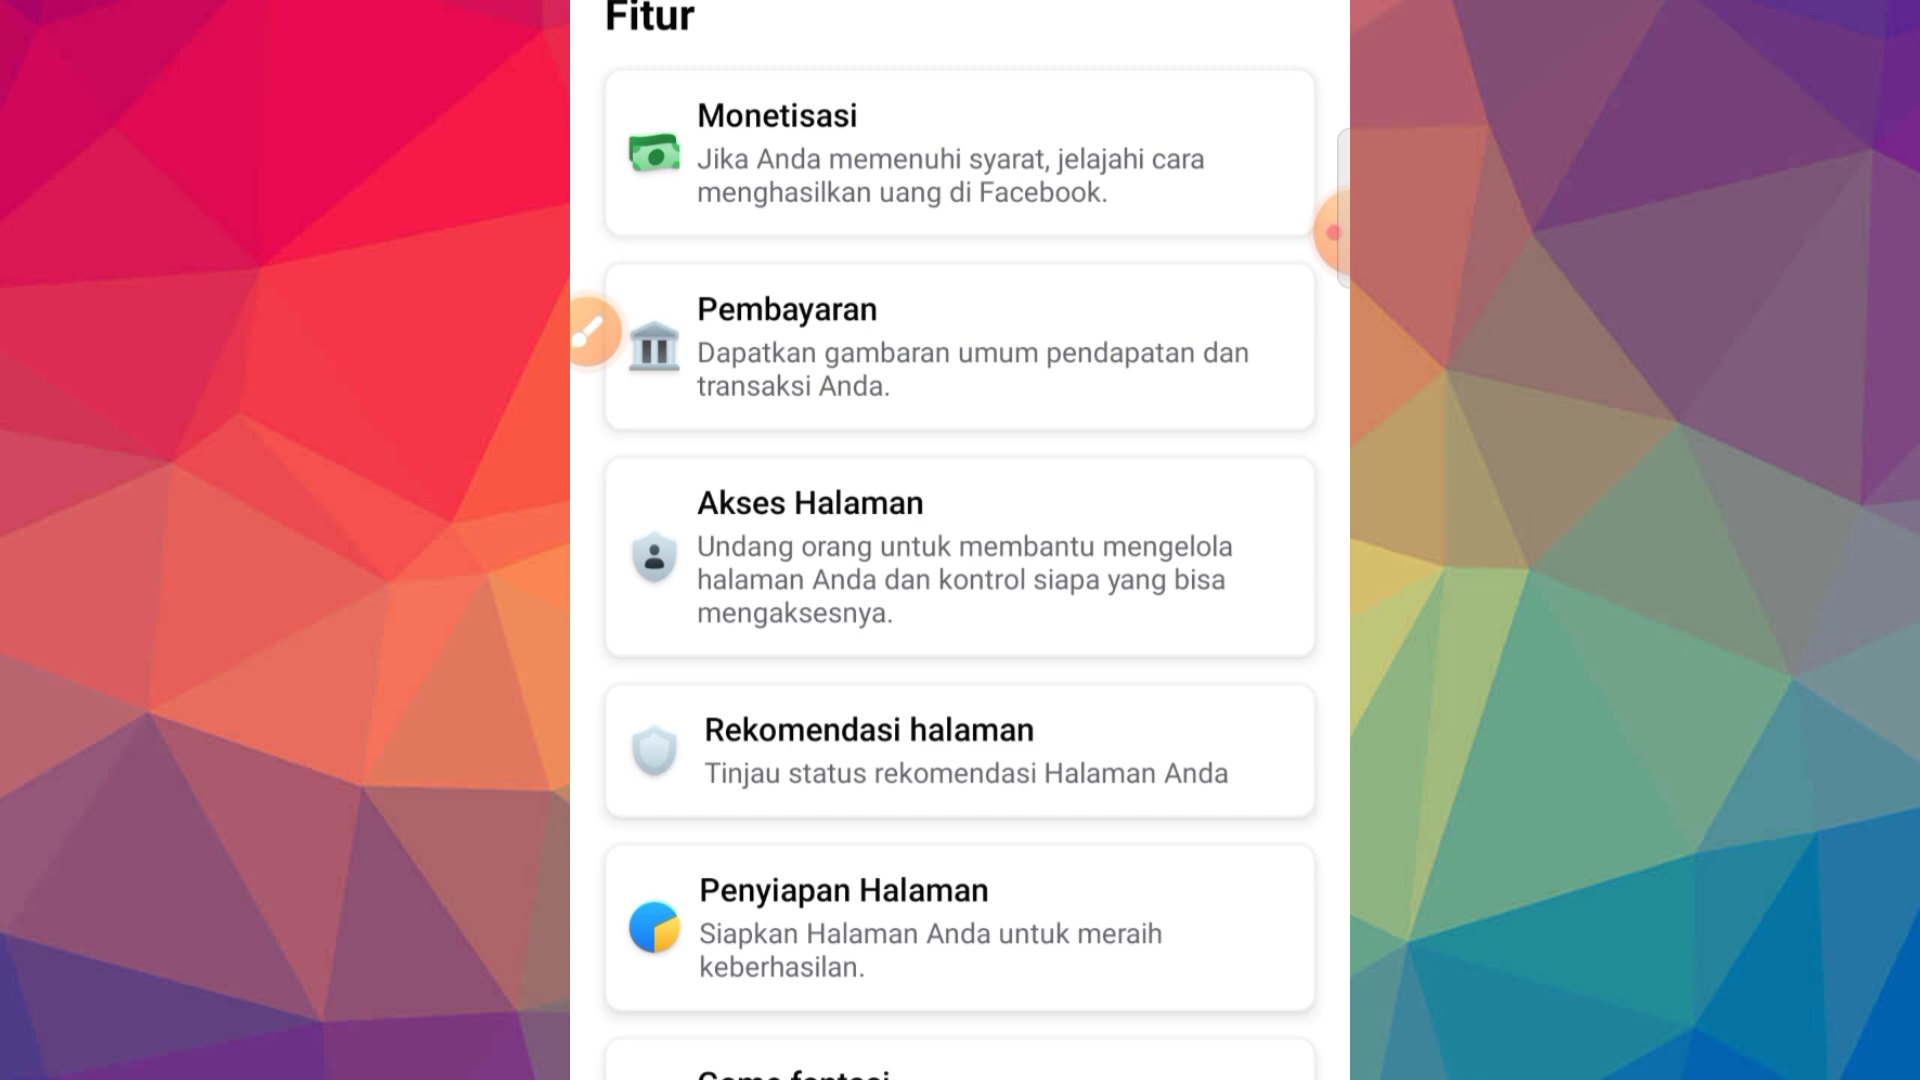 Fitur
Monetisasi
Jika Anda memenuhi syarat, jelajahi cara
menghasilkan uang di Facebook.
Pembayaran
Dapatkan gambaran umum pendapatan dan
transaksi Anda.
Akses Halaman
Undang orang untuk membantu mengelola
halaman Anda dan kontrol siapa yang bisa
mengaksesnya.
Rekomendasi halaman
Tinjau status rekomendasi Halaman Anda
Penyiapan Halaman
Siapkan Halaman Anda untuk meraih
keberhasilan.